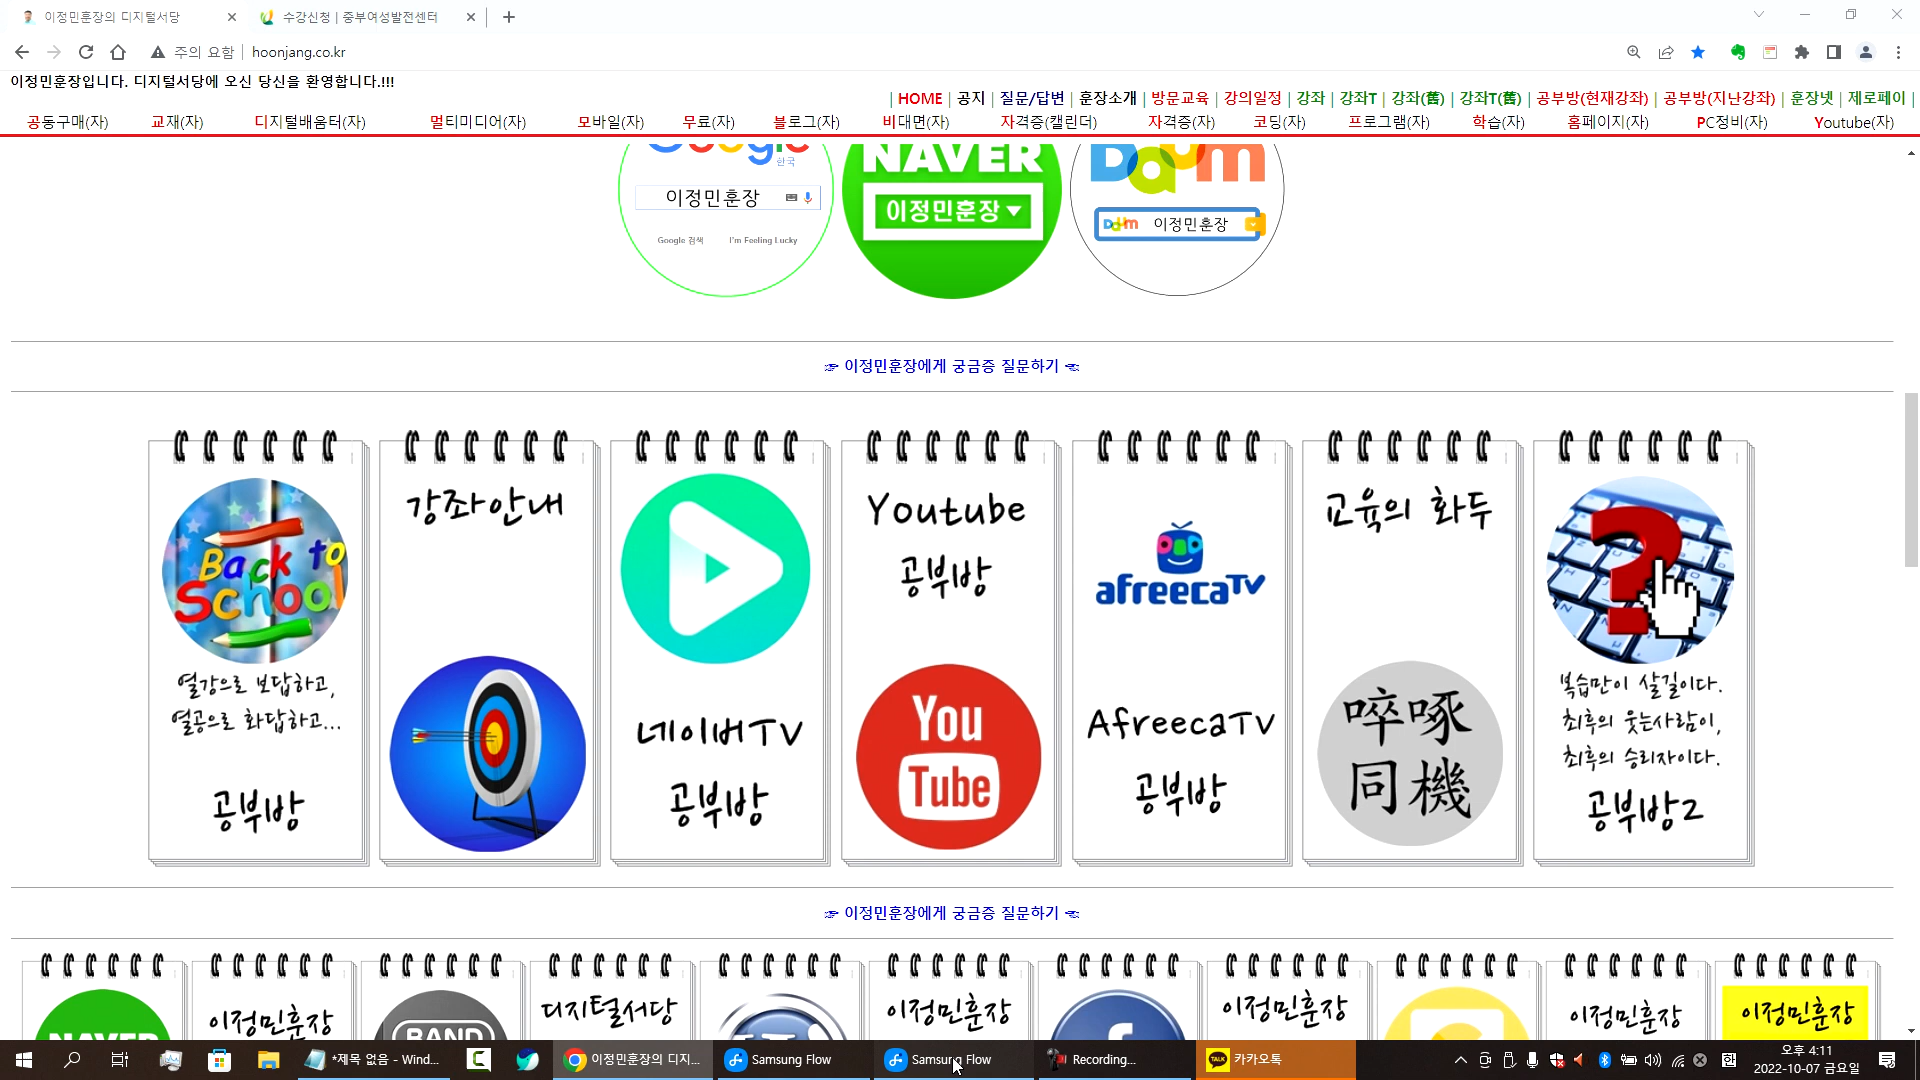 이정민훈장의 디지털서당
수강신청 | 중부여성발전센터
주의 요함 | hoonjang.co.kr
이정민훈장입니다. 디지털서당에 오신 당신을 환영합니다.!!!
| HOME | 공지 | 질문/답변 | 훈장소개 | 방문교육 | 강의일정 | 강좌 | 강좌T | 강좌(舊) | 강좌T(舊) | 공부방(현재강좌) | 공부방(지난강좌) | 훈장넷 | 제로페이 |
공동구매(자) 교재(자) 디지털배움터(자) 멀티미디어(자) 모바일(자) 무료(자) 블로그(자) 비대면(자) 자격증(캘린더) 자격증(자) 코딩(자) 프로그램(자) 학습(자) 홈페이지(자) PC정비(자) Youtube(자)
Google
한국
이정민훈장
Google 검색 I'm Feeling Lucky
NAVER
이정민훈장
Daum
Daum 이정민훈장
☞ 이정민훈장에게 궁금증 질문하기 ☜
Back to
School
열강으로 보답하고,
열공으로 화답하고...
공부방
강좌안내
네이버TV
공부방
Youtube
공부방
You
Tube
afreecaTV
AfreecaTV
공부방
교육의 화두
啐啄
同機
?
복습만이 살길이다.
최후의 웃는사람이,
최후의 승리자이다.
공부방2
☞ 이정민훈장에게 궁금증 질문하기 ☜
NAVER
이정민훈장
BAND
디지털서당
이정민훈장
이정민훈장
이정민훈장
이정민훈장
*제목 없음 - Wind...
이정민훈장의 디지...
Samsung Flow
Samsung Flow
Recording...
TALK
카카오톡
한
오후 4:11
2022-10-07 금요일